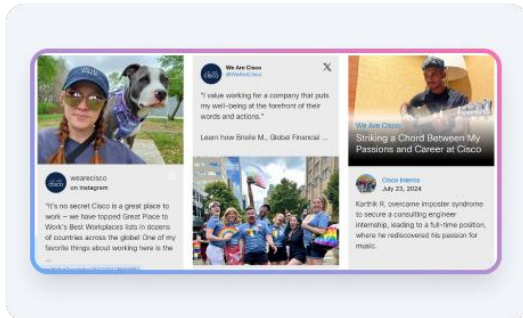 wearecisco
on Instagram
"It's no secret Cisco is a great place to
work – we have topped Great Place to
Work's Best Workplaces lists in dozens
of countries across the globe! One of my
favorite things about working here is the
...
We Are Cisco
@WeAreCisco
X
"I value working for a company that puts
my well-being at the forefront of their
words and actions."
Learn how Brielle M., Global Financial ...
We Are Cisco
Striking a Chord Between My
Passions and Career at Cisco
Cisco Interns
July 23, 2024
Karthik R. overcame imposter syndrome
to secure a consulting engineer
internship, leading to a full-time position,
where he rediscovered his passion for
music.